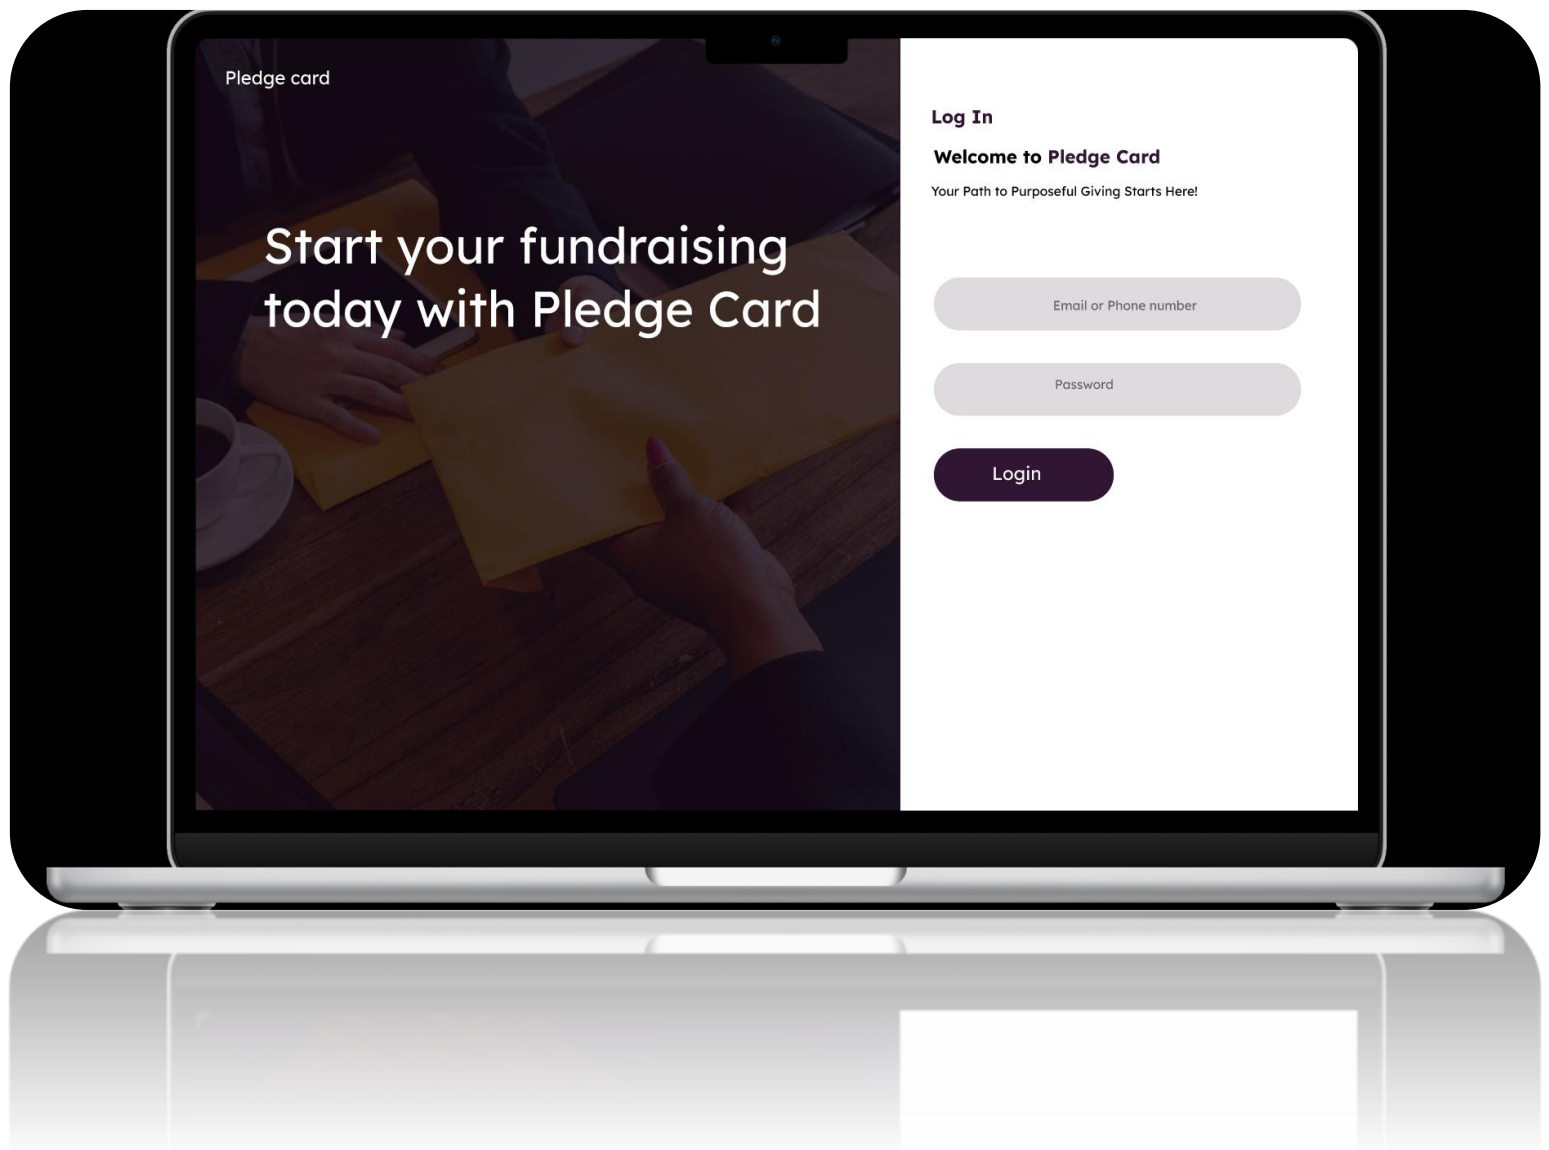 Pledge card
Start your fundraising
today with Pledge Card
Log In
Welcome to Pledge Card
Your Path to Purposeful Giving Starts Here!
Email or Phone number
Password
Login